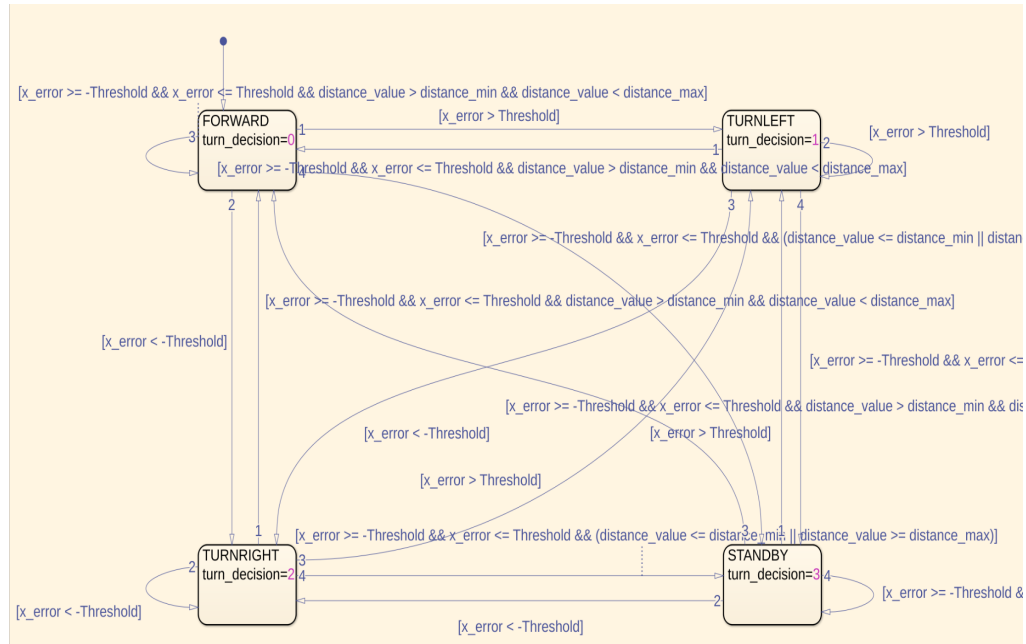 [x_error >= -Threshold && x_error <= Threshold && distance_value > distance_min && distance_value < distance_max]
FORWARD
turn_decision=0
1
3
4
2
[x_error > Threshold]
TURNLEFT
turn_decision=1
1
2
3
4
[x_error > Threshold]
[x_error >= -Threshold && x_error <= Threshold && distance_value > distance_min && distance_value < distance_max]
[x_error >= -Threshold && x_error <= Threshold && (distance_value <= distance_min || distan
[x_error >= -Threshold && x_error <= Threshold && distance_value > distance_min && distance_value < distance_max]
[x_error < -Threshold]
[x_error >= -Threshold && x_error <=
[x_error >= -Threshold && x_error <= Threshold && distance_value > distance_min && dis
[x_error < -Threshold]
[x_error > Threshold]
[x_error > Threshold]
1
[x_error >= -Threshold && x_error <= Threshold && (distance_value <= distance_min || distance_value >= distance_max)]
TURNRIGHT
turn_decision=2
2
3
4
3
1
STANDBY
turn_decision=3
4
2
[x_error >= -Threshold &
[x_error < -Threshold]
[x_error < -Threshold]